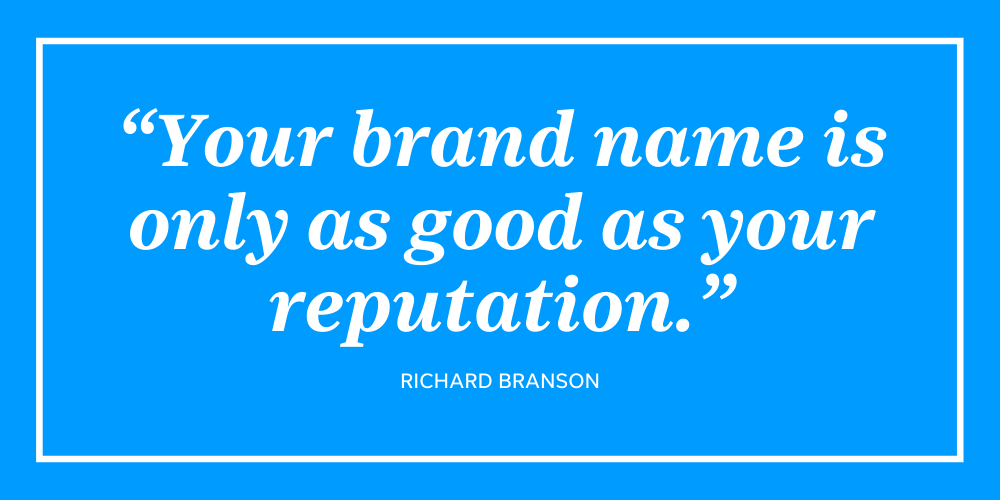 “Your brand name is
only as good as your
reputation.”
RICHARD BRANSON